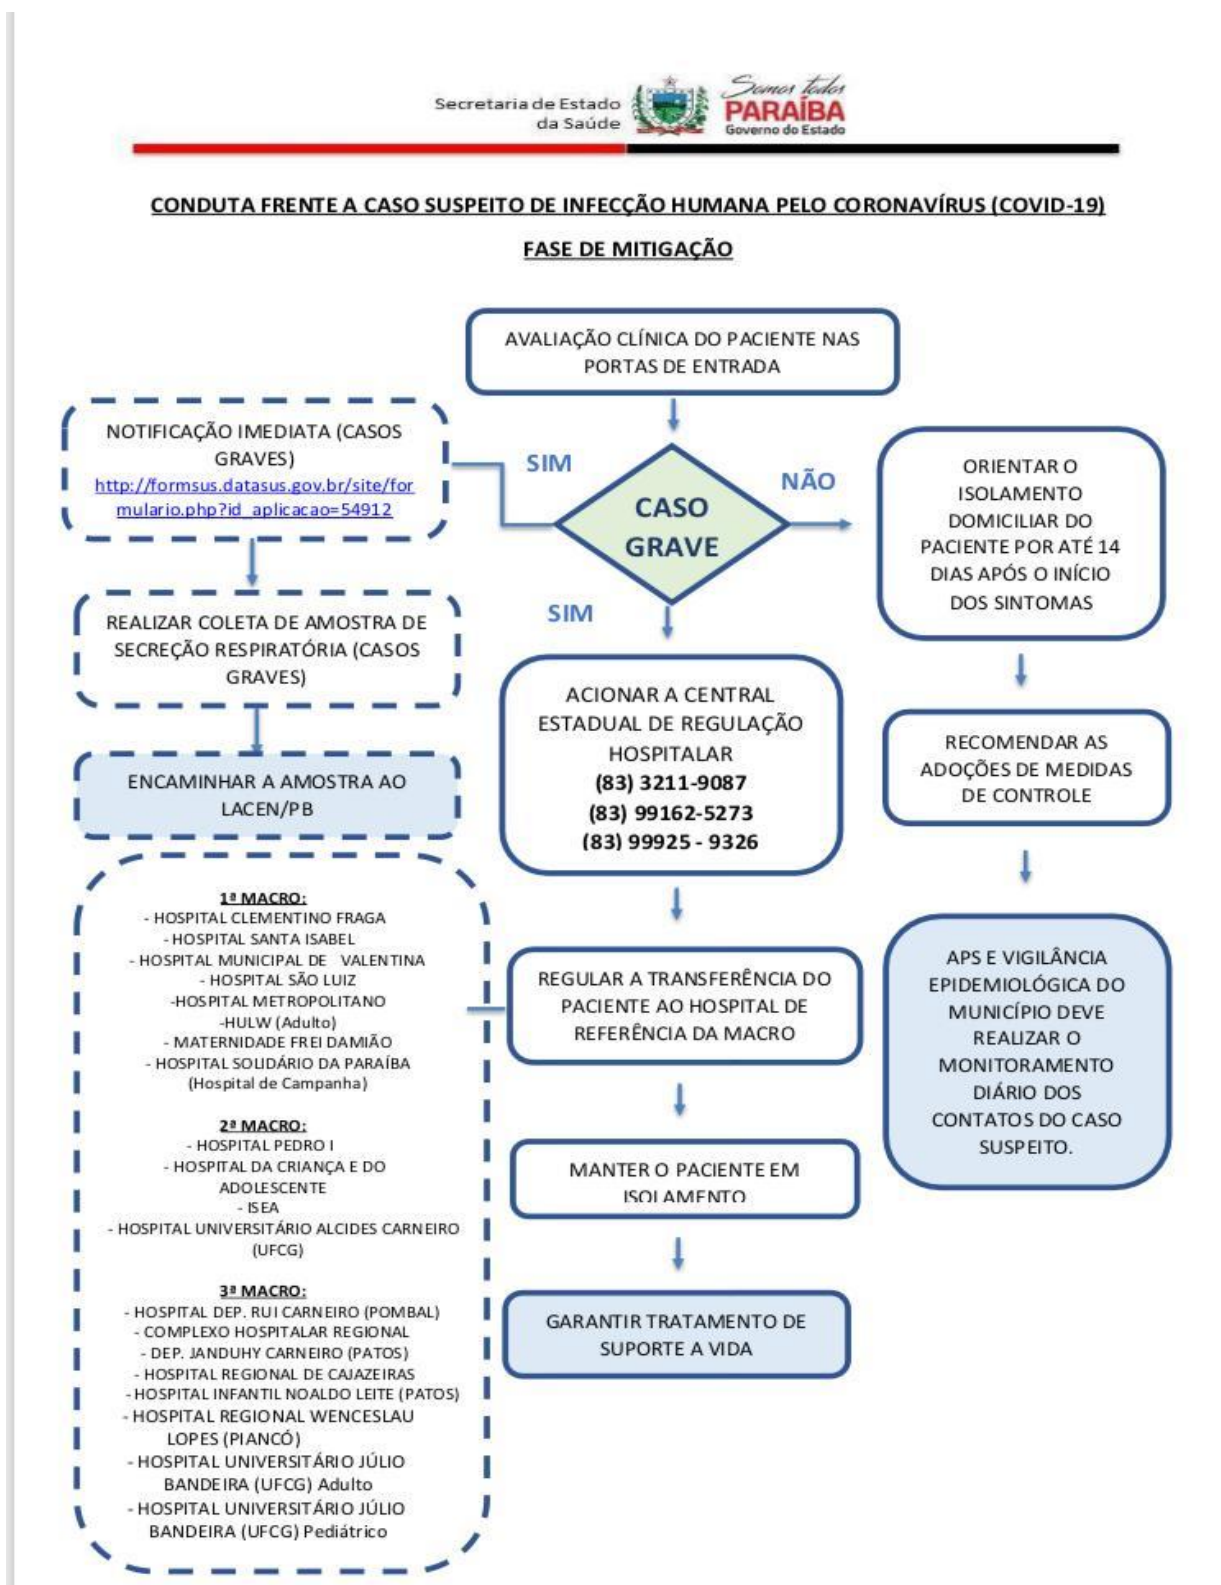 Secretaria de Estado
da Saúde
Somos todos
PARAÍBA
Governo do Estado
CONDUTA FRENTE A CASO SUSPEITO DE INFECÇÃO HUMANA PELO CORONAVÍRUS (COVID-19)
FASE DE MITIGAÇÃO
AVALIAÇÃO CLÍNICA DO PACIENTE NAS
PORTAS DE ENTRADA
NOTIFICAÇÃO IMEDIATA (CASOS
GRAVES)
http://formsus.datasus.gov.br/site/for
mulario.php?id_aplicacao=54912
SIM
CASO
GRAVE
NÃO
SIM
ORIENTAR O
ISOLAMENTO
DOMICILIAR DO
PACIENTE POR ATÉ 14
DIAS APÓS O INÍCIO
DOS SINTOMAS
REALIZAR COLETA DE AMOSTRA DE
SECREÇÃO RESPIRATÓRIA (CASOS
GRAVES)
ENCAMINHAR A AMOSTRA AO
LACEN/PB
ACIONAR A CENTRAL
ESTADUAL DE REGULAÇÃO
HOSPITALAR
(83) 3211-9087
(83) 99162-5273
(83) 99925 - 9326
RECOMENDAR AS
ADOÇÕES DE MEDIDAS
DE CONTROLE
1ª MACRO:
- HOSPITAL CLEMENTINO FRAGA
- HOSPITAL SANTA ISABEL
- HOSPITAL MUNICIPAL DE VALENTINA
- HOSPITAL SÃO LUIZ
-HOSPITAL METROPOLITANO
-HULW (Adulto)
- MATERNIDADE FREI DAMIÃO
- HOSPITAL SOLIDÁRIO DA PARAÍBA
(Hospital de Campanha)
2ª MACRO:
- HOSPITAL PEDRO I
- HOSPITAL DA CRIANÇA E DO
ADOLESCENTE
- ISEA
- HOSPITAL UNIVERSITÁRIO ALCIDES CARNEIRO
(UFCG)
3ª MACRO:
- HOSPITAL DEP. RUI CARNEIRO (POMBAL)
- COMPLEXO HOSPITALAR REGIONAL
- DEP. JANDUHY CARNEIRO (PATOS)
- HOSPITAL REGIONAL DE CAJAZEIRAS
- HOSPITAL INFANTIL NOALDO LEITE (PATOS)
- HOSPITAL REGIONAL WENCESLAU
LOPES (PIANCÓ)
- HOSPITAL UNIVERSITÁRIO JÚLIO
BANDEIRA (UFCG) Adulto
- HOSPITAL UNIVERSITÁRIO JÚLIO
BANDEIRA (UFCG) Pediátrico
REGULAR A TRANSFERÊNCIA DO
PACIENTE AO HOSPITAL DE
REFERÊNCIA DA MACRO
MANTER O PACIENTE EM
ISOLAMENTO
GARANTIR TRATAMENTO DE
SUPORTE A VIDA
APS E VIGILÂNCIA
EPIDEMIOLÓGICA DO
MUNICÍPIO DEVE
REALIZAR O
MONITORAMENTO
DIÁRIO DOS
CONTATOS DO CASO
SUSPEITO.